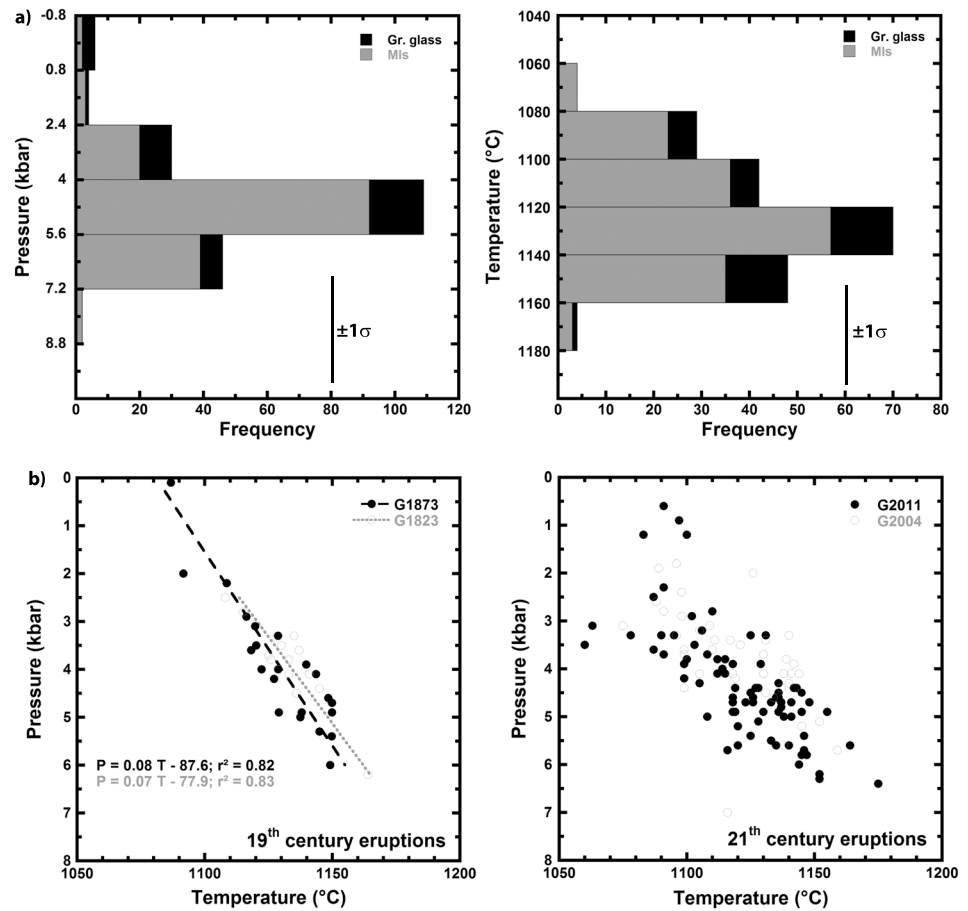 a)
-0.8
0.8
2.4
4
5.6
7.2
8.8
Pressure (kbar)
Gr. glass
MIs
±1σ
0 20 40 60 80 100 120
Frequency
1040
1060
1080
1100
1120
1140
1160
1180
Temperature (°C)
Gr. glass
MIs
±1σ
0 10 20 30 40 50 60 70 80
Frequency
b)
0
1
2
3
4
5
6
7
8
Pressure (kbar)
G1873
G1823
P = 0.08 T - 87.6; r² = 0.82
P = 0.07 T - 77.9; r² = 0.83
19th century eruptions
1050 1100 1150 1200
Temperature (°C)
0
1
2
3
4
5
6
7
8
Pressure (kbar)
G2011
G2004
21th century eruptions
1050 1100 1150 1200
Temperature (°C)